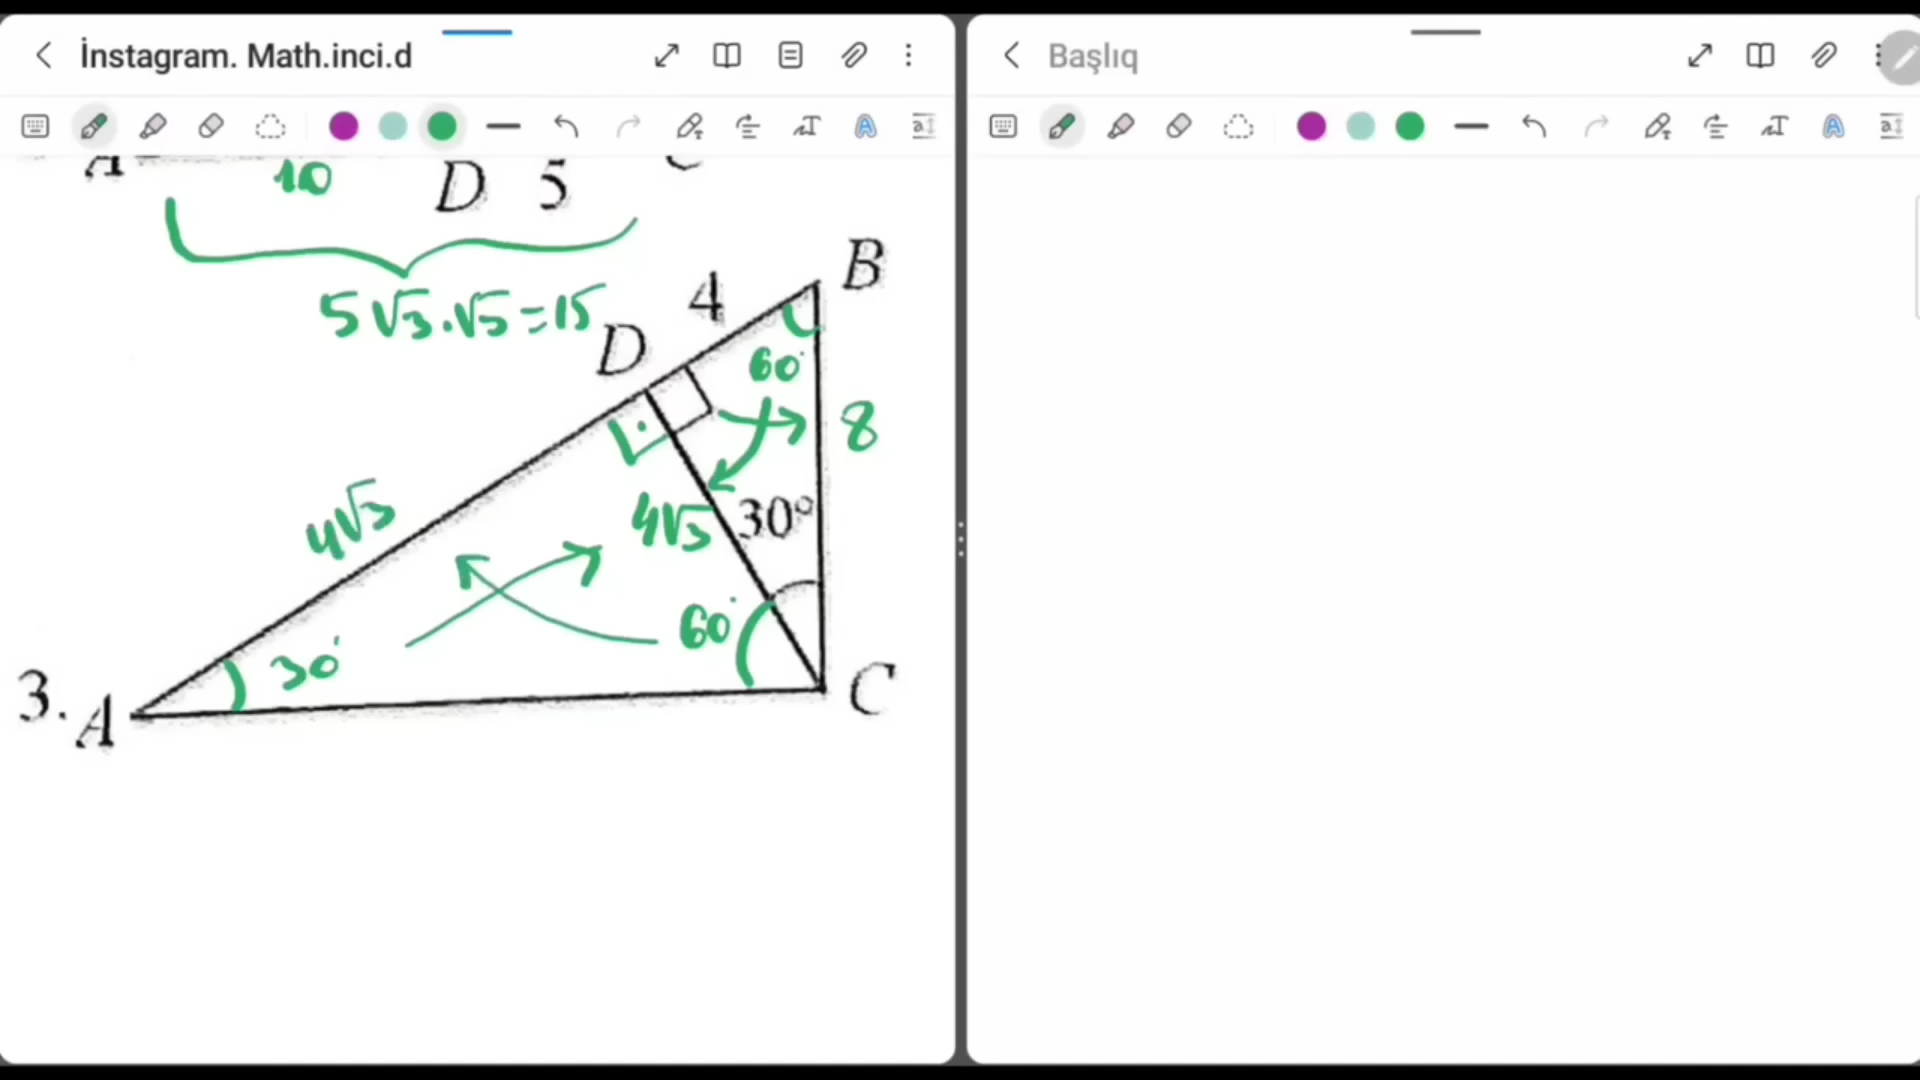 İnstagram. Math.inci.d
Başlıq
A
10
D 5
C
5√3·√3=15
B
4
D
60°
8
4√3
4√3
30°
60°
30°
3. A
C